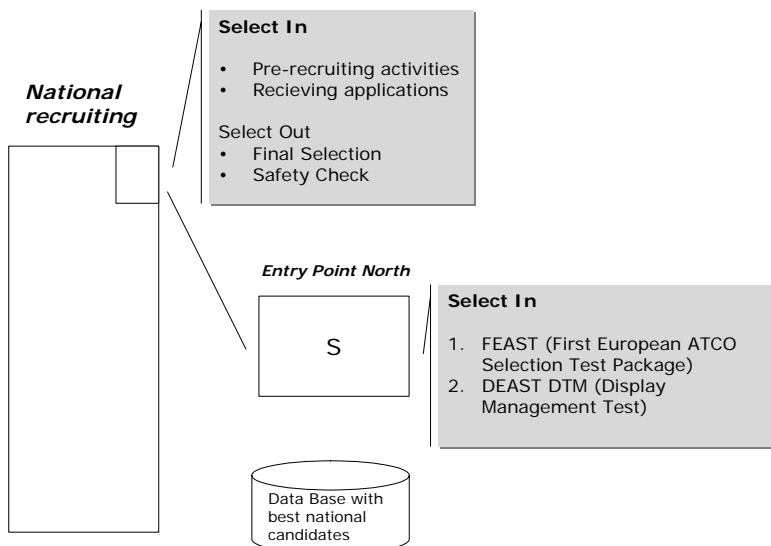 National
recruiting
Select In
• Pre-recruiting activities
• Recieving applications
Select Out
• Final Selection
• Safety Check
Entry Point North
S
Select In
1. FEAST (First European ATCO
Selection Test Package)
2. DEAST DTM (Display
Management Test)
Data Base with
best national
candidates